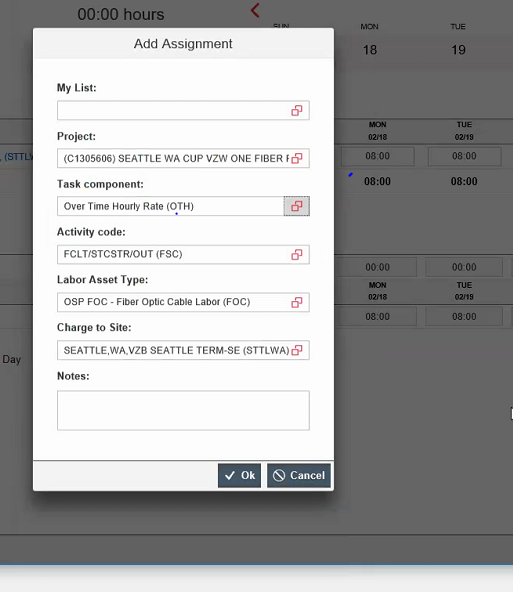 00:00 hours
SUN
MON
TUE
18
19
Add Assignment
My List:
Project:
(C1305606) SEATTLE WA CUP VZW ONE FIBER F
Task component:
Over Time Hourly Rate (OTH)
Activity code:
FCLT/STCSTR/OUT (FSC)
Labor Asset Type:
OSP FOC - Fiber Optic Cable Labor (FOC)
Charge to Site:
SEATTLE,WA,VZB SEATTLE TERM-SE (STTLWA)
Notes:
Ok
Cancel
MON
TUE
02/18
02/19
(STTLW
08:00
08:00
08:00
08:00
00:00
00:00
MON
TUE
02/18
02/19
08:00
08:00
Day